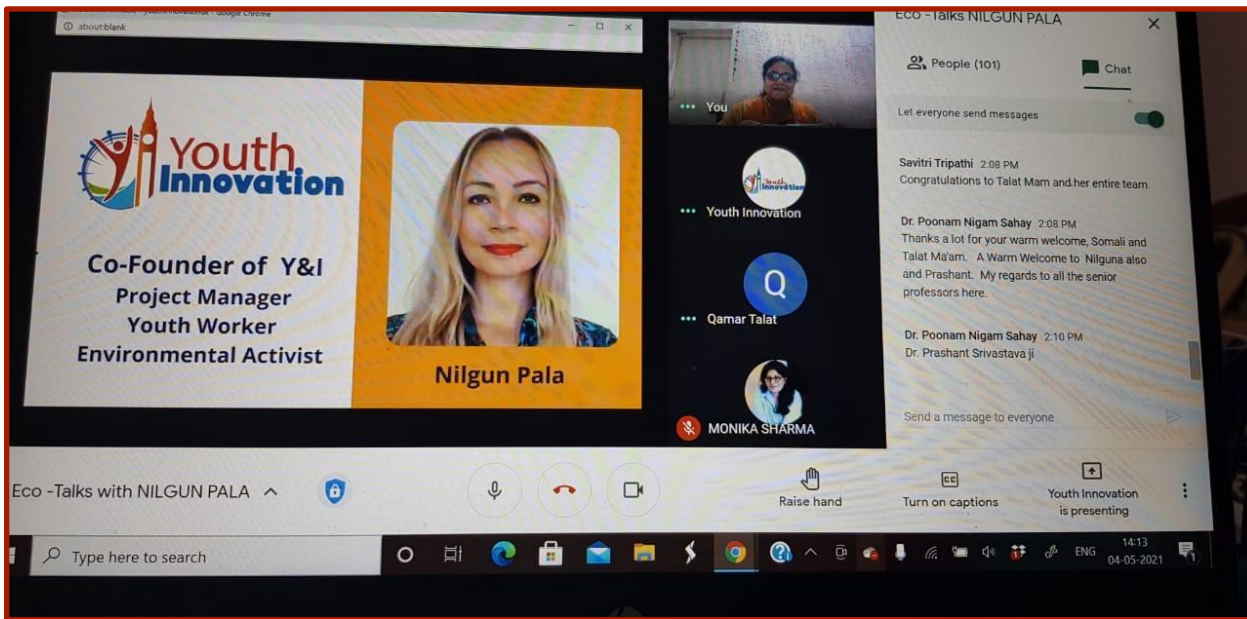 about:blank
Youth
Innovation
Co-Founder of Y&I
Project Manager
Youth Worker
Environmental Activist
Nilgun Pala
You
Youth
Innovation
Youth Innovation
Q
Qamar Talat
MONIKA SHARMA
Eco -Talks NILGUN PALA
People (101)
Chat
Let everyone send messages
Savitri Tripathi 2:08 PM
Congratulations to Talat Mam and her entire team.
Dr. Poonam Nigam Sahay 2:08 PM
Thanks a lot for your warm welcome, Somali and
Talat Ma'am. A Warm Welcome to Nilguna also
and Prashant. My regards to all the senior
professors here.
Dr. Poonam Nigam Sahay 2:10 PM
Dr. Prashant Srivastava ji
Send a message to everyone
Eco -Talks with NILGUN PALA
Raise hand
CC
Turn on captions
Youth Innovation
is presenting
Type here to search
ENG
14:13
04-05-2021
1